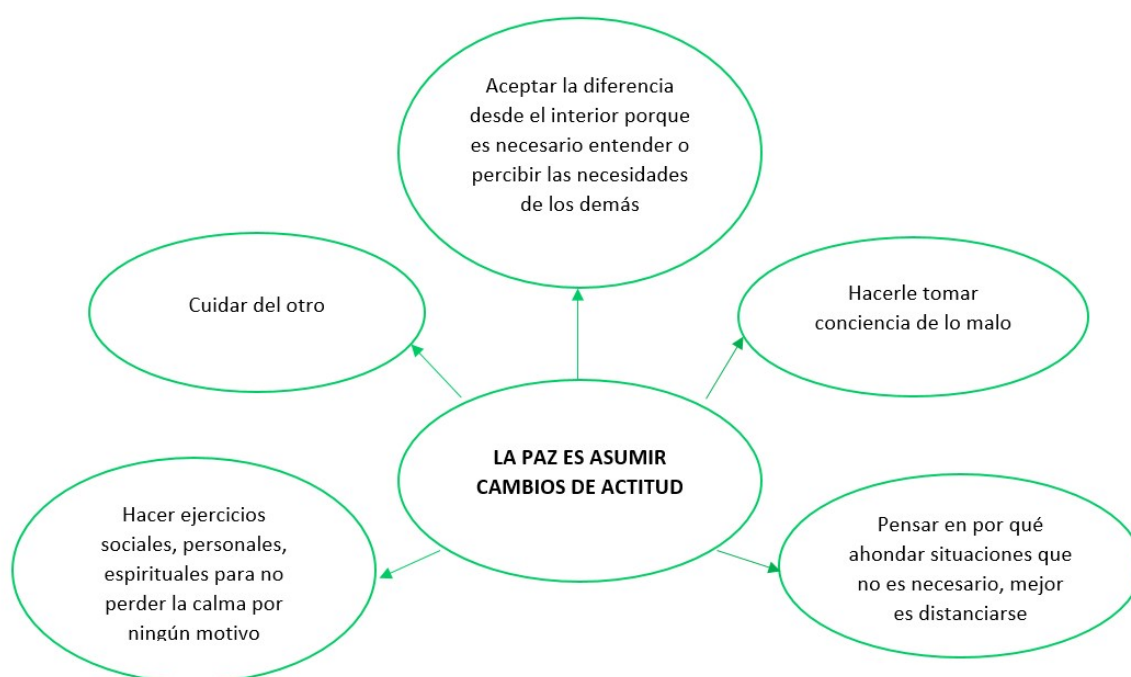 Aceptar la diferencia
desde el interior porque
es necesario entender o
percibir las necesidades
de los demás
Cuidar del otro
Hacerle tomar
conciencia de lo malo
LA PAZ ES ASUMIR
CAMBIOS DE ACTITUD
Hacer ejercicios
sociales, personales,
espirituales para no
perder la calma por
ningún motivo
Pensar en por qué
ahondar situaciones que
no es necesario, mejor
es distanciarse